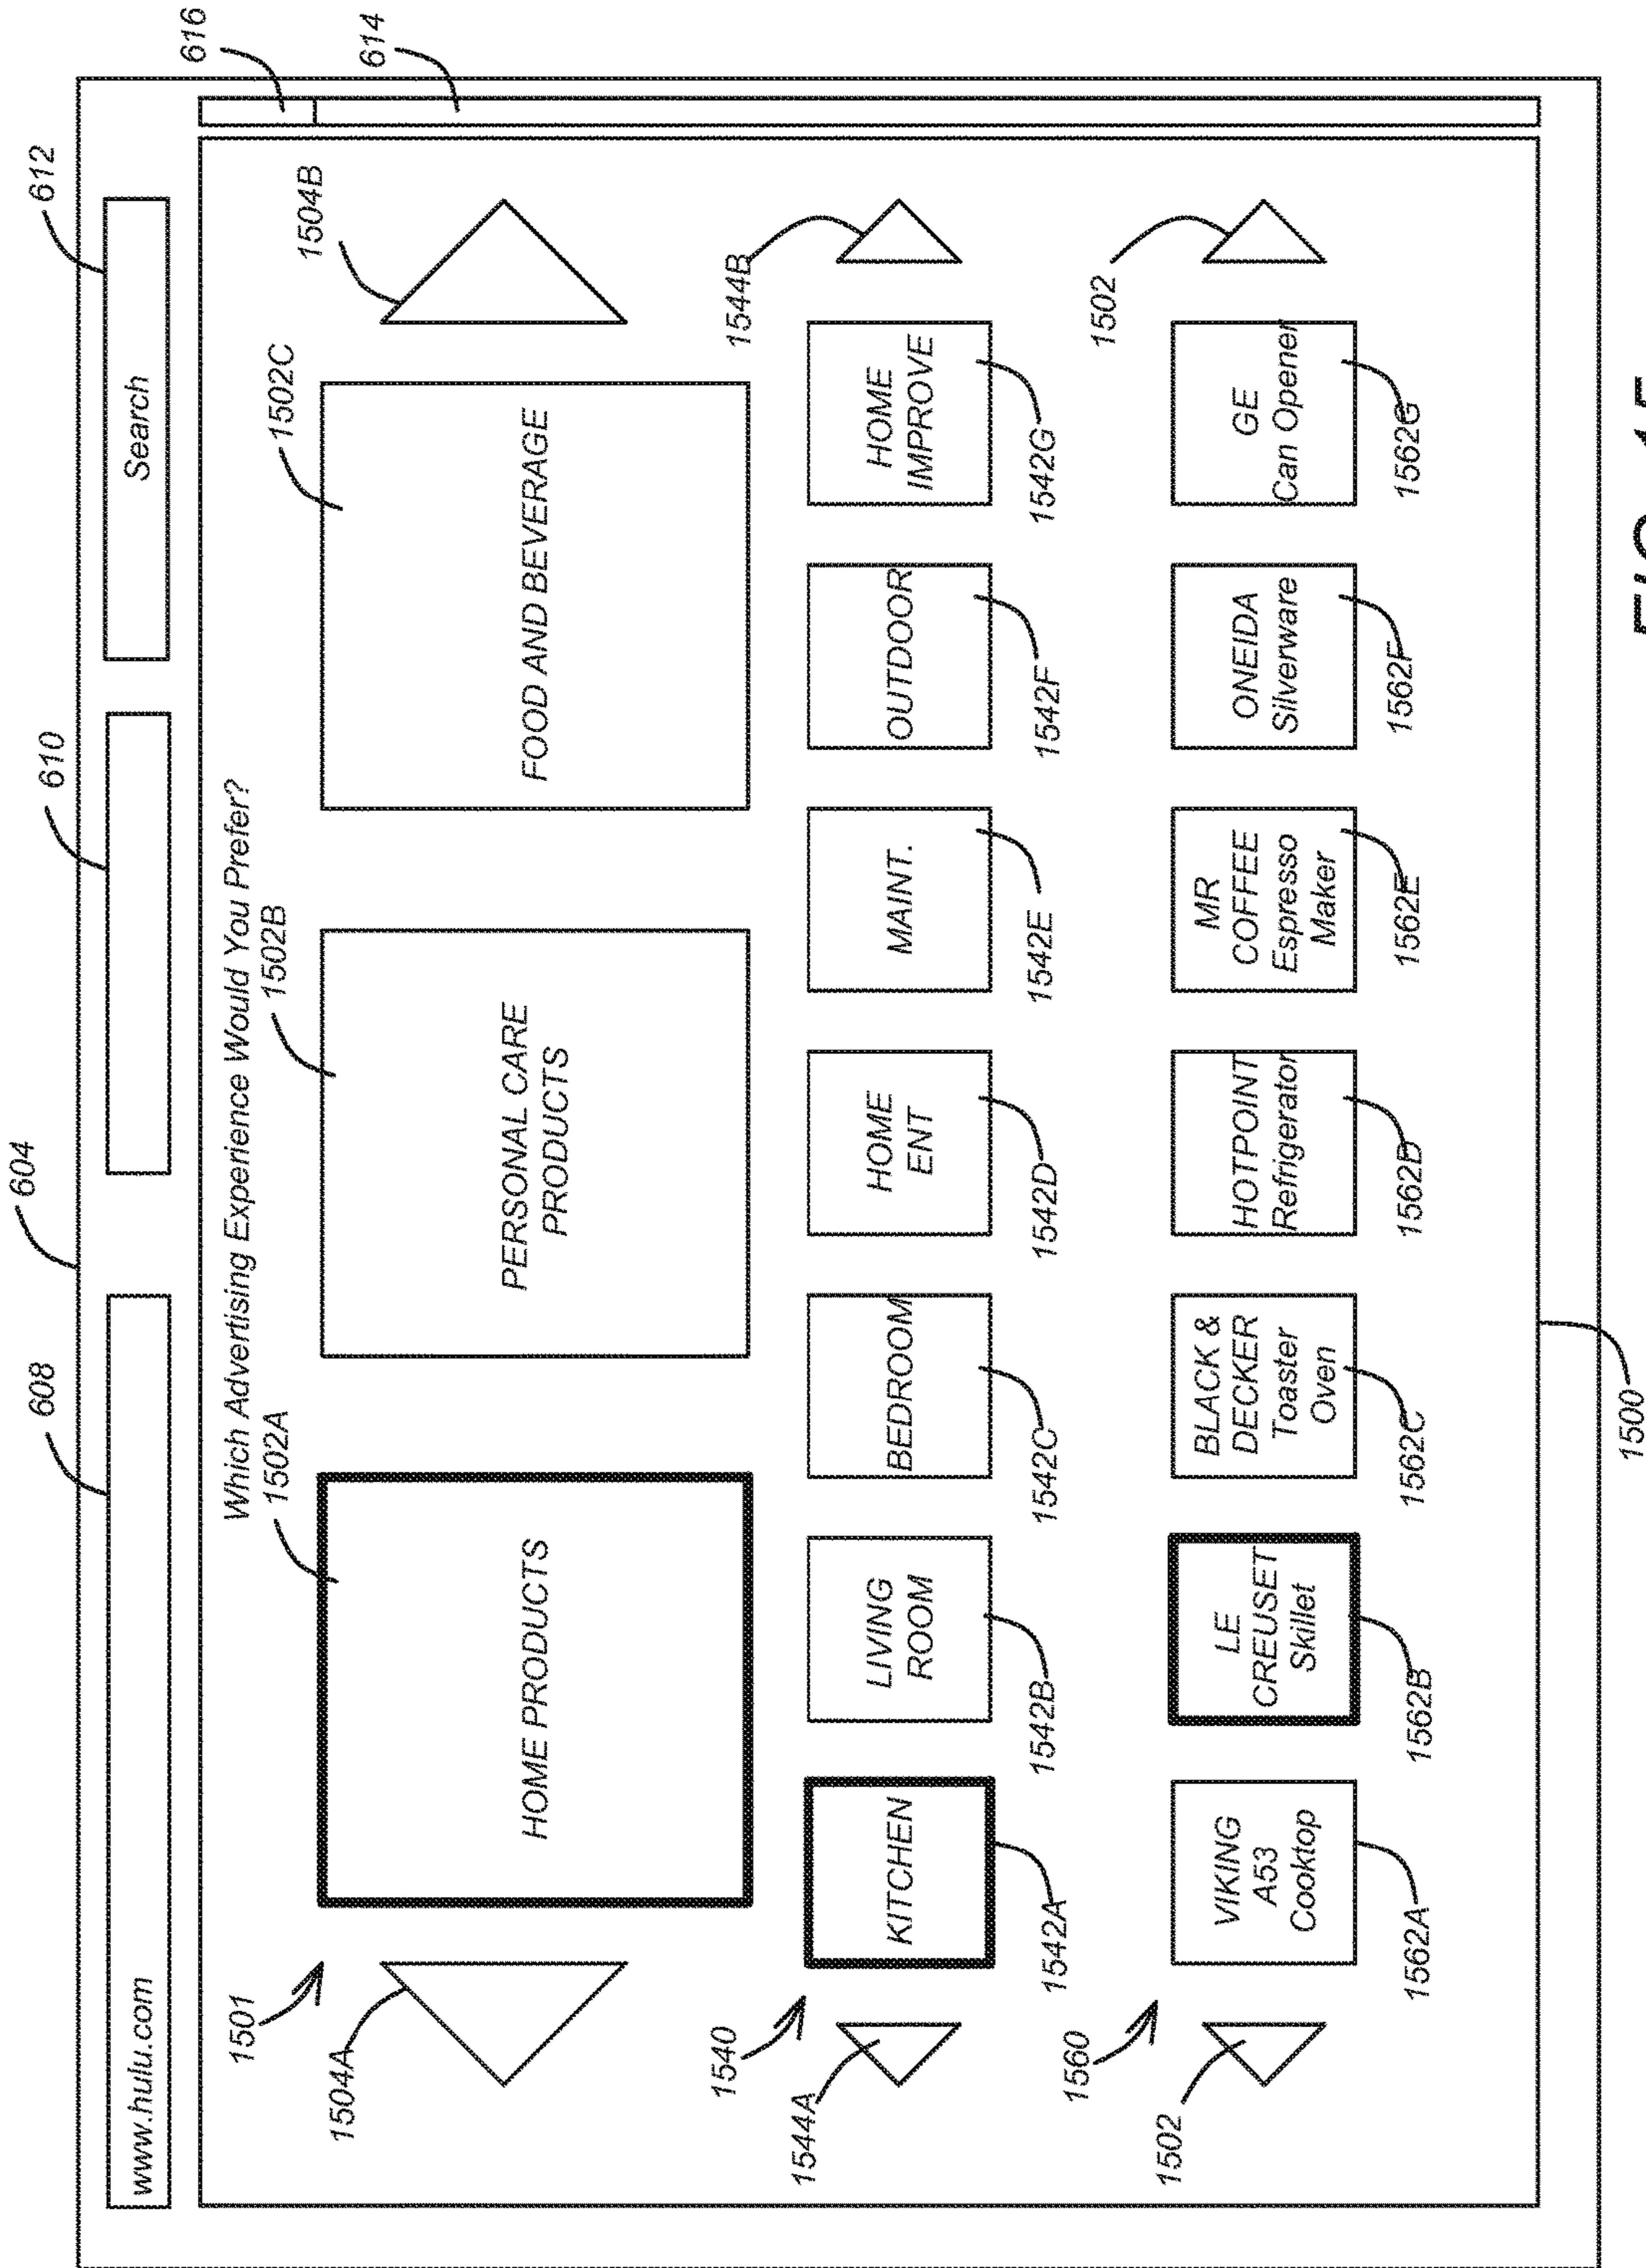 604
608
610
612
www.hulu.com
Search
616
614
Which Advertising Experience Would You Prefer?
1501
1502A
1502B
1502C
1504B
1504A
HOME PRODUCTS
PERSONAL CARE
PRODUCTS
FOOD AND BEVERAGE
1540
1544A
1544B
KITCHEN
LIVING
ROOM
BEDROOM
HOME
ENT
MAINT.
OUTDOOR
HOME
IMPROVE
1542A
1542B
1542C
1542D
1542E
1542F
1542G
1560
1502
1502
VIKING
A53
Cooktop
LE
CREUSET
Skillet
BLACK &
DECKER
Toaster
Oven
HOTPOINT
Refrigerator
MR
COFFEE
Espresso
Maker
ONEIDA
Silverware
GE
Can Opener
1562A
1562B
1562C
1562D
1562E
1562F
1562G
1500